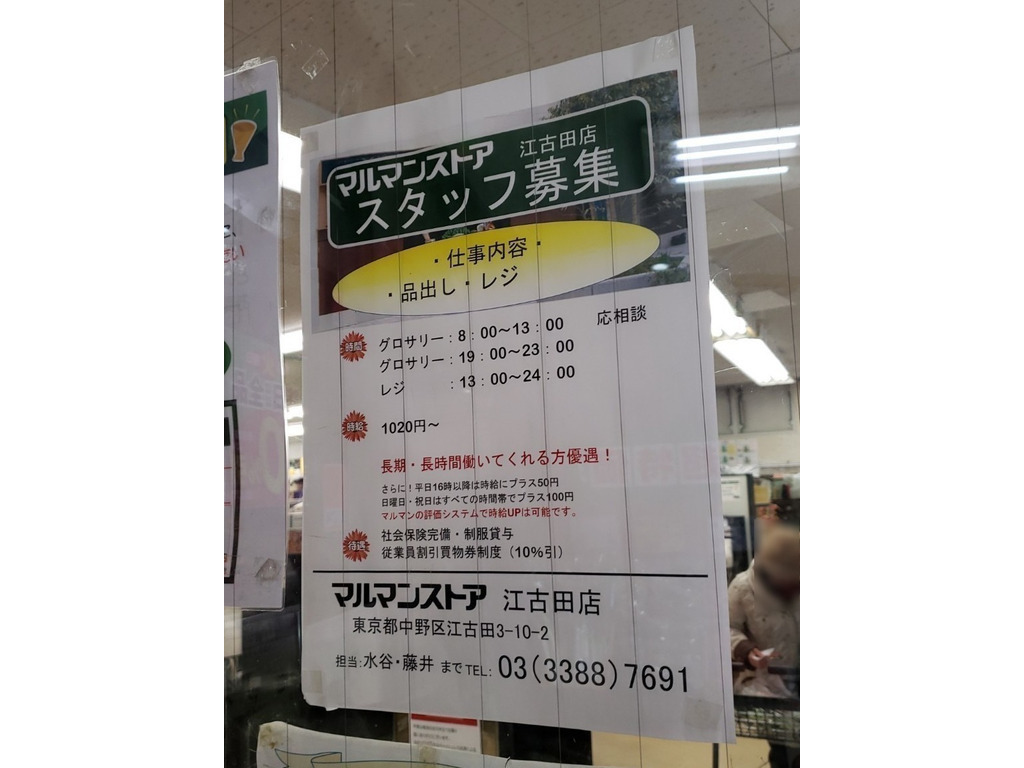 マルマンストア 江古田店
スタッフ募集
・仕事内容・
・品出し・レジ
時間
グロサリー：8：00～13：00 応相談
グロサリー：19：00～23：00
レジ ：13：00～24：00
時給
1020円～
長期・長時間働いてくれる方優遇！
さらに！平日16時以降は時給にプラス50円
日曜日・祝日はすべての時間帯でプラス100円
マルマンの評価システムで時給UPは可能です。
待遇
社会保険完備・制服貸与
従業員割引買物券制度（10％引）
マルマンストア 江古田店
東京都中野区江古田3-10-2
担当：水谷・藤井 まで TEL： 03（3388）7691